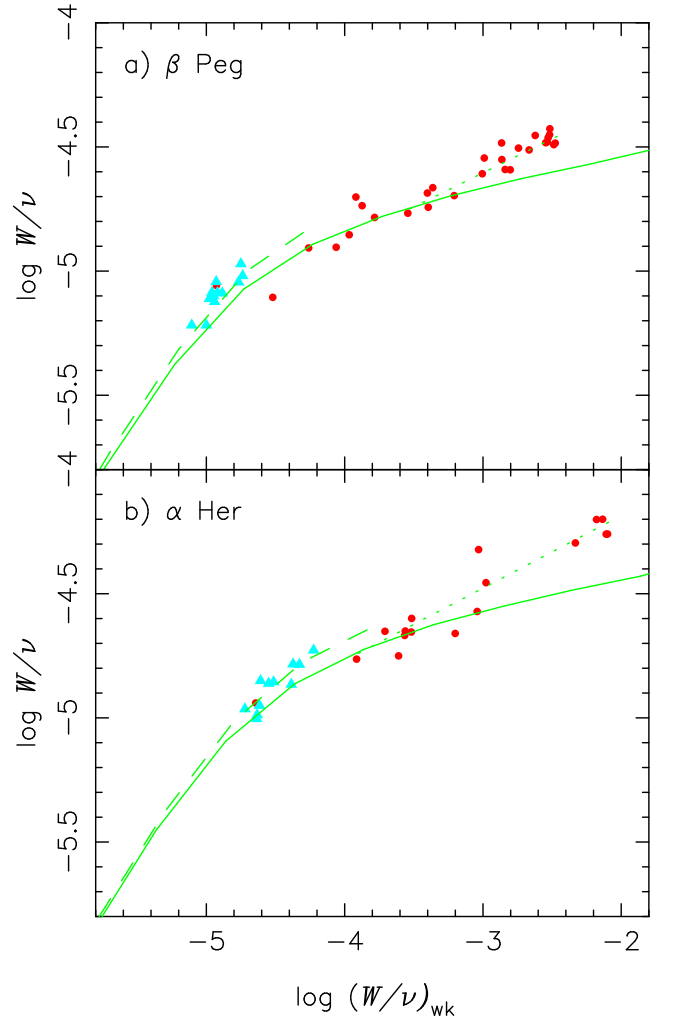 −4
a) β Peg
−4.5
log W/ν
−5
−5.5
−4
b) α Her
−4.5
log W/ν
−5
−5.5
−5 −4 −3 −2
log (W/ν)wk